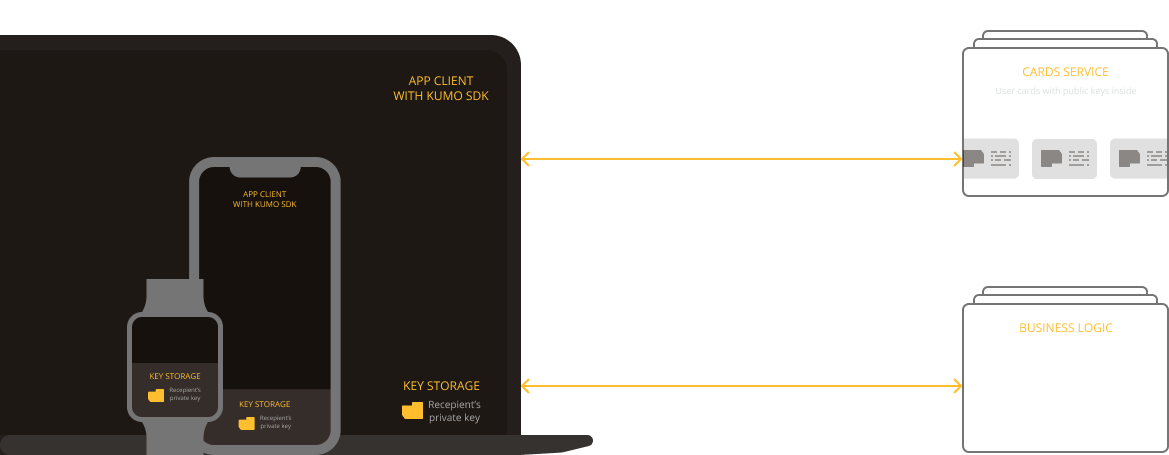 APP CLIENT
WITH KUMO SDK
APP CLIENT
WITH KUMO SDK
KEY STORAGE
Recepient's
private key
KEY STORAGE
Recepient's
private key
KEY STORAGE
Recepient's
private key
CARDS SERVICE
User cards with public keys inside
BUSINESS LOGIC